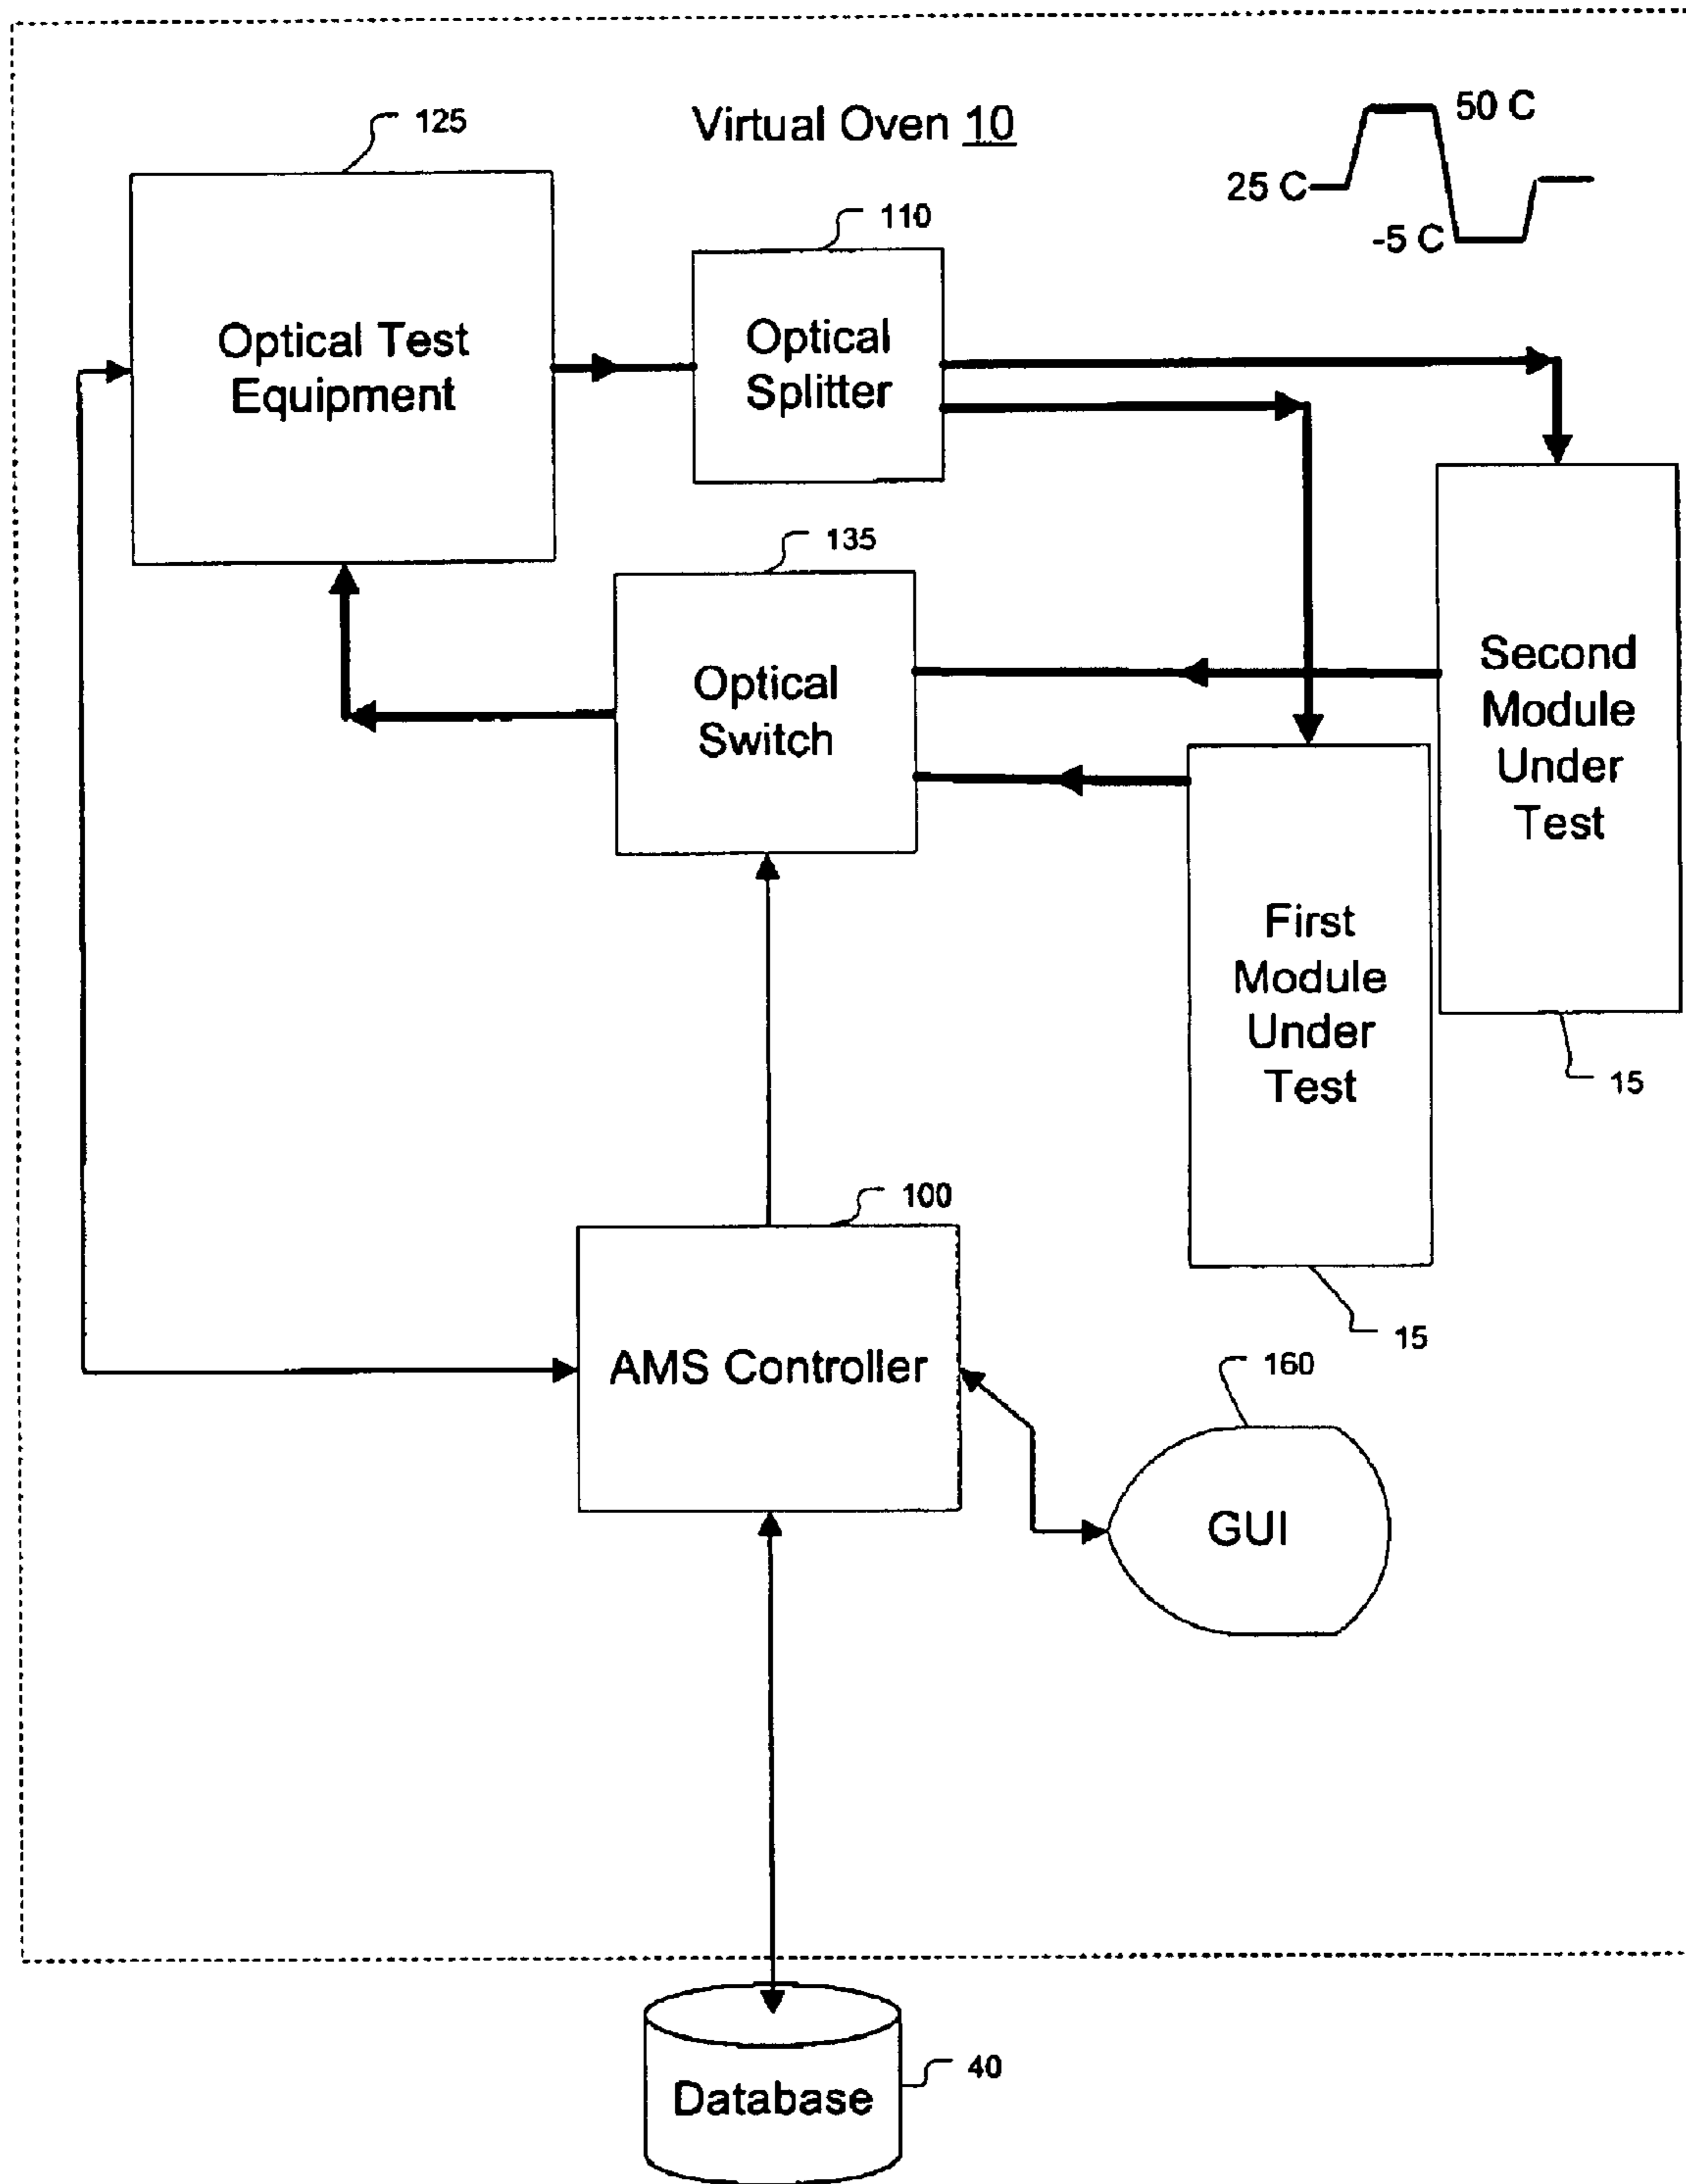 125
Virtual Oven 10
50 C
25 C
-5 C
110
Optical Test
Equipment
Optical
Splitter
135
Optical
Switch
Second
Module
Under
Test
First
Module
Under
Test
15
100
15
AMS Controller
160
GUI
40
Database